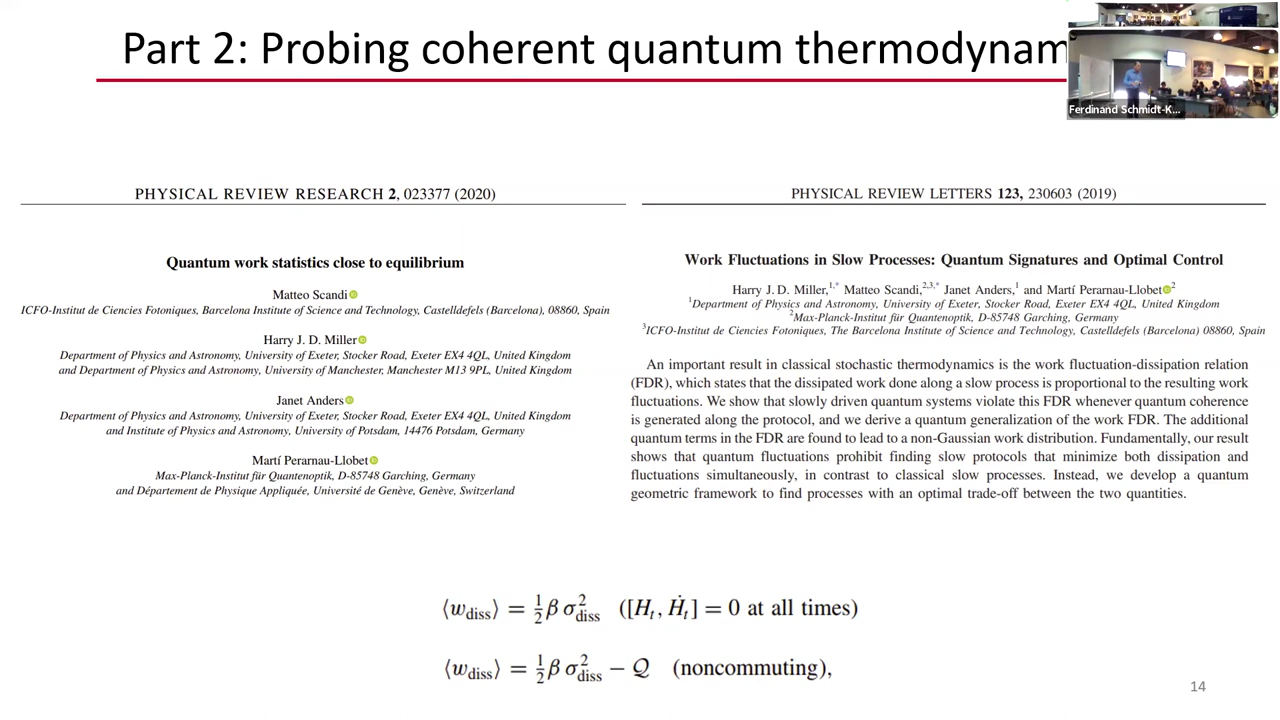 Part 2: Probing coherent quantum thermodynam
Ferdinand Schmidt-K...
PHYSICAL REVIEW RESEARCH 2, 023377 (2020)
Quantum work statistics close to equilibrium
Matteo Scandi
ICFO-Institut de Ciencies Fotoniques, Barcelona Institute of Science and Technology, Castelldefels (Barcelona), 08860, Spain
Harry J. D. Miller
Department of Physics and Astronomy, University of Exeter, Stocker Road, Exeter EX4 4QL, United Kingdom
and Department of Physics and Astronomy, University of Manchester, Manchester M13 9PL, United Kingdom
Janet Anders
Department of Physics and Astronomy, University of Exeter, Stocker Road, Exeter EX4 4QL, United Kingdom
and Institute of Physics and Astronomy, University of Potsdam, 14476 Potsdam, Germany
Martí Perarnau-Llobet
Max-Planck-Institut für Quantenoptik, D-85748 Garching, Germany
and Département de Physique Appliquée, Université de Genève, Genève, Switzerland
PHYSICAL REVIEW LETTERS 123, 230603 (2019)
Work Fluctuations in Slow Processes: Quantum Signatures and Optimal Control
Harry J. D. Miller,1,* Matteo Scandi,2,3,* Janet Anders,1 and Martí Perarnau-Llobet 2
1Department of Physics and Astronomy, University of Exeter, Stocker Road, Exeter EX4 4QL, United Kingdom
2Max-Planck-Institut für Quantenoptik, D-85748 Garching, Germany
3ICFO-Institut de Ciencies Fotoniques, The Barcelona Institute of Science and Technology, Castelldefels (Barcelona) 08860, Spain
An important result in classical stochastic thermodynamics is the work fluctuation-dissipation relation
(FDR), which states that the dissipated work done along a slow process is proportional to the resulting work
fluctuations. We show that slowly driven quantum systems violate this FDR whenever quantum coherence
is generated along the protocol, and we derive a quantum generalization of the work FDR. The additional
quantum terms in the FDR are found to lead to a non-Gaussian work distribution. Fundamentally, our result
shows that quantum fluctuations prohibit finding slow protocols that minimize both dissipation and
fluctuations simultaneously, in contrast to classical slow processes. Instead, we develop a quantum
geometric framework to find processes with an optimal trade-off between the two quantities.
⟨w_diss⟩ = ½ β σ²_diss ([H_t, Ḣ_t] = 0 at all times)
⟨w_diss⟩ = ½ β σ²_diss − 𝒬 (noncommuting),
14